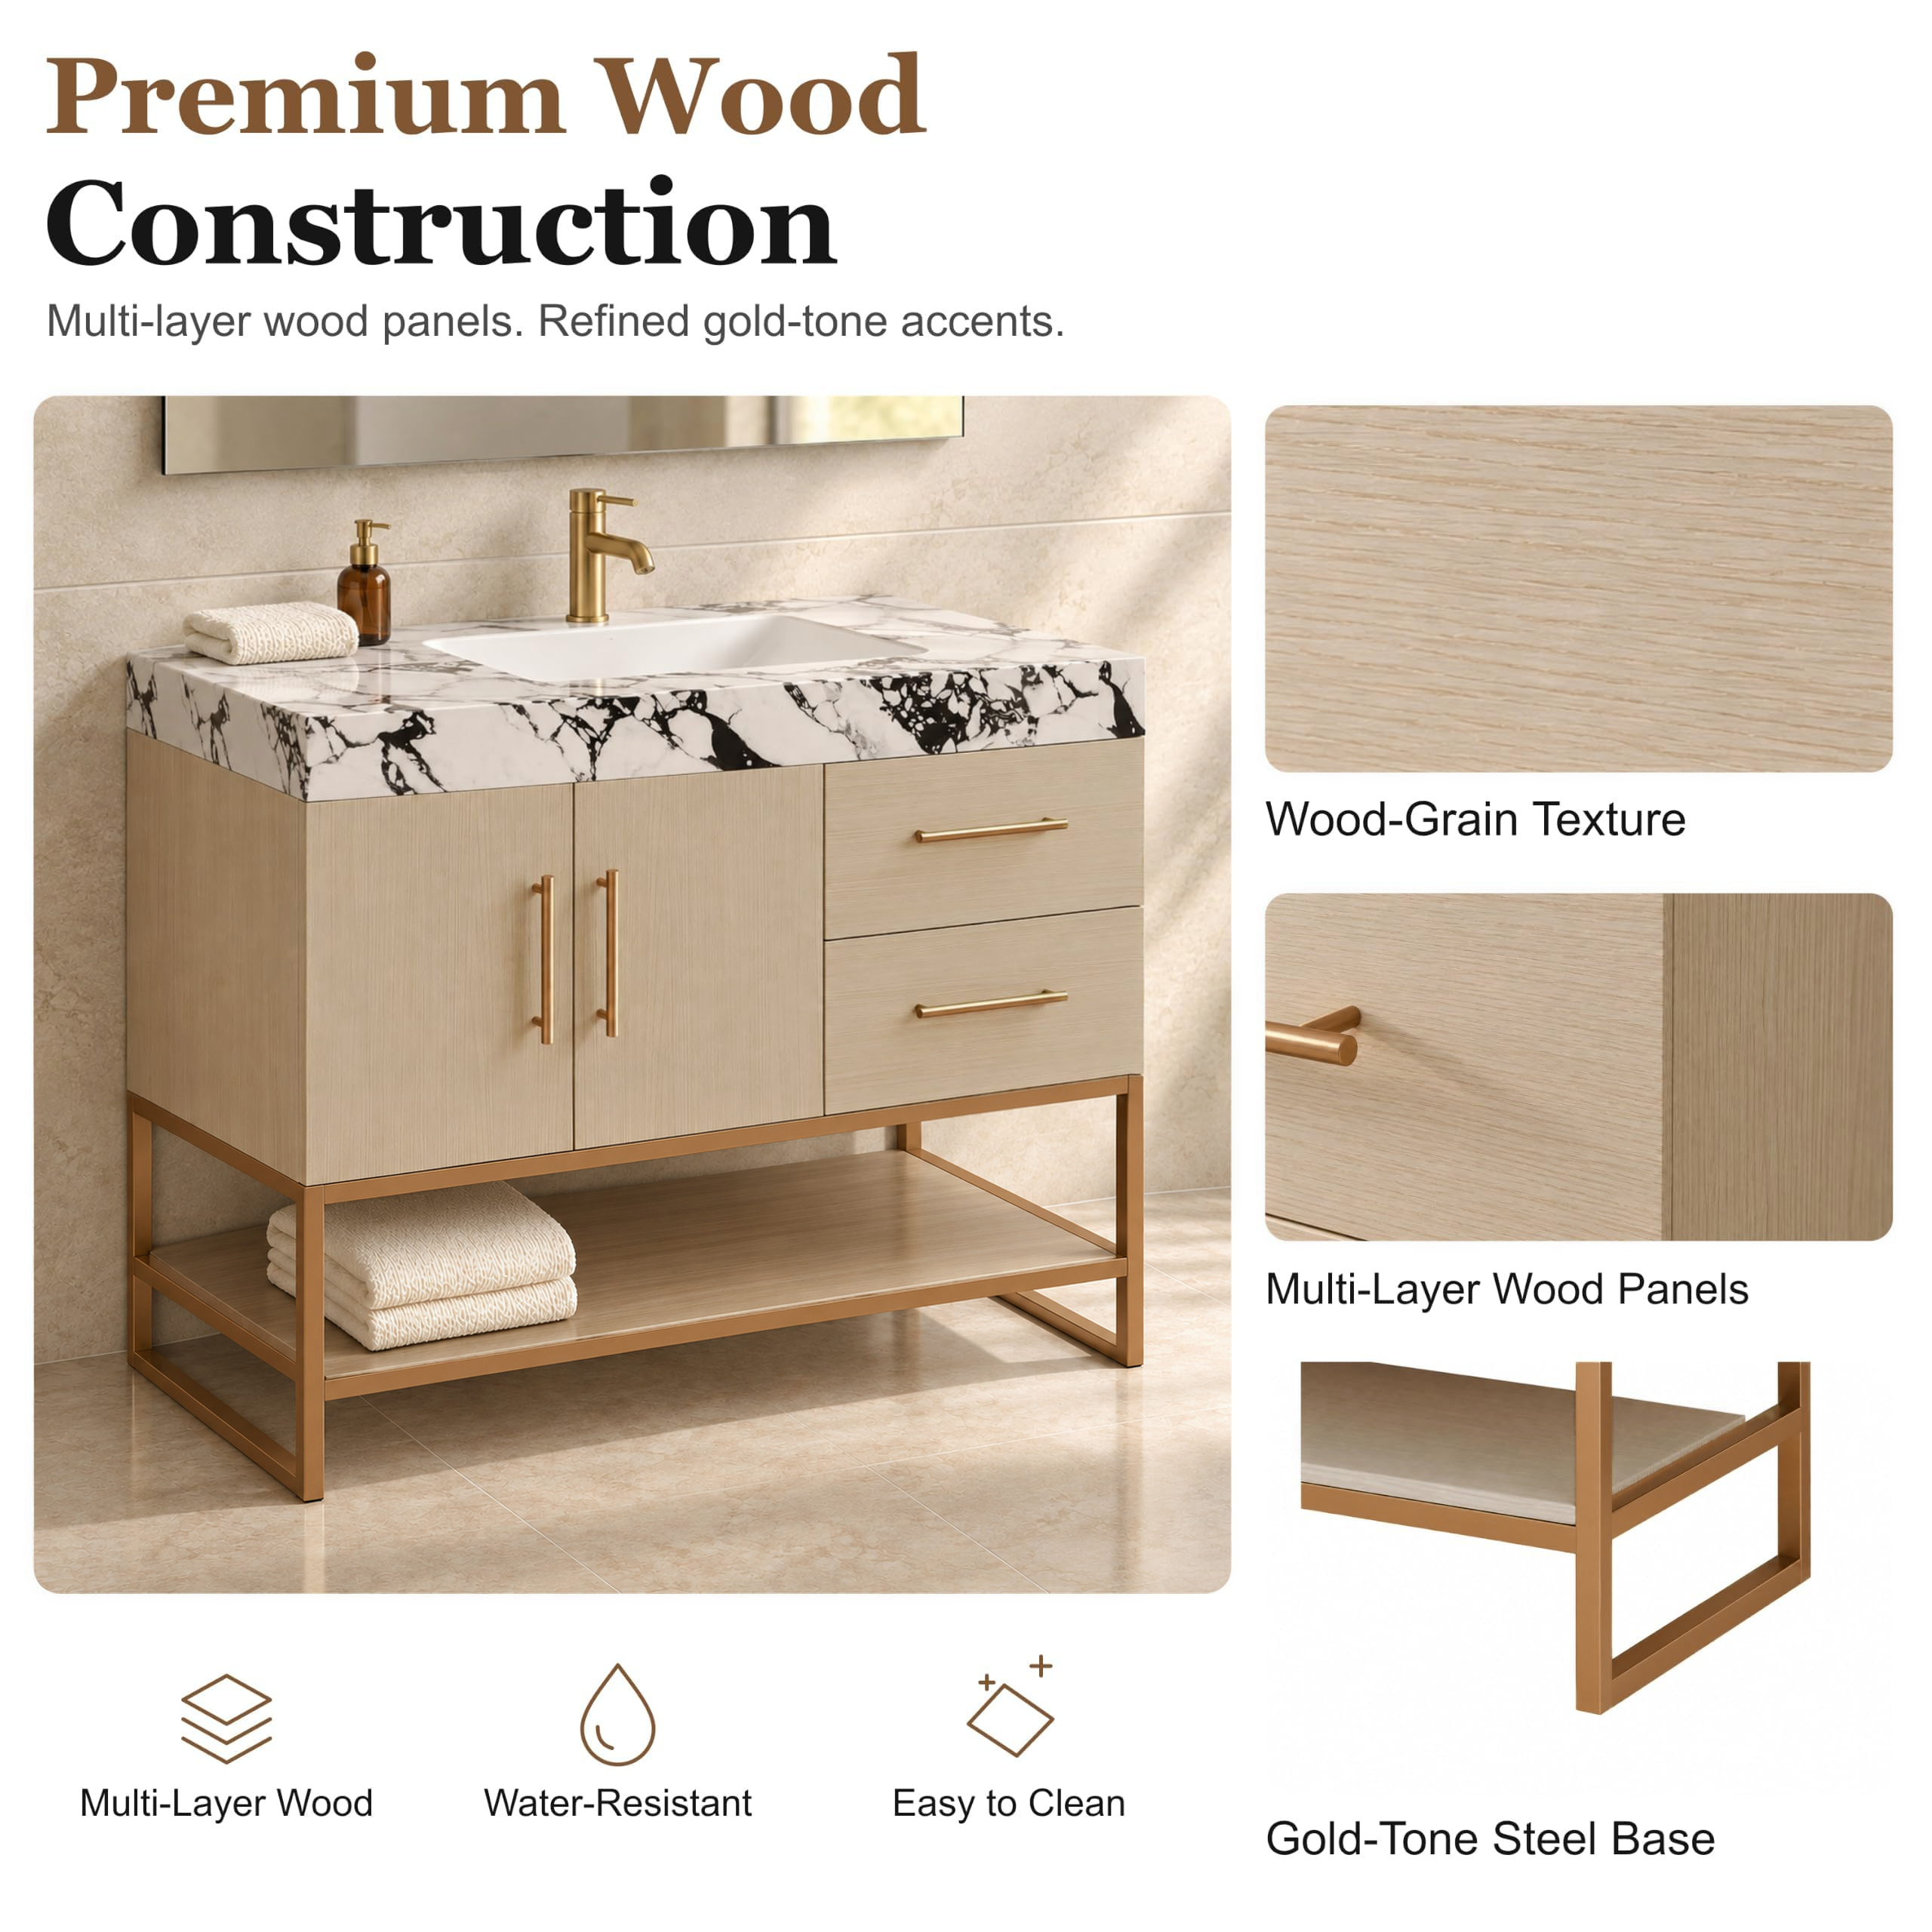 Premium Wood
Construction
Multi-layer wood panels. Refined gold-tone accents.
Wood-Grain Texture
Multi-Layer Wood Panels
Gold-Tone Steel Base
Multi-Layer Wood
Water-Resistant
Easy to Clean